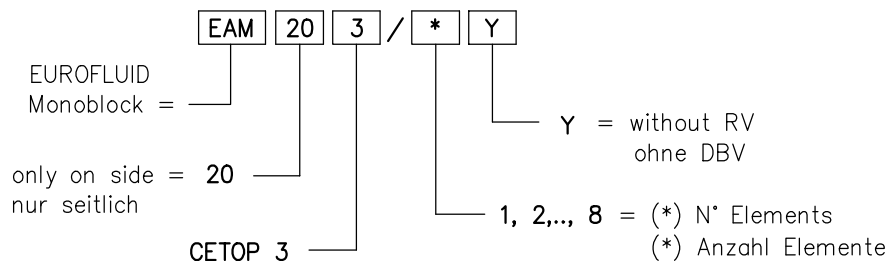 EAM 20 3 / * Y
EUROFLUID
Monoblock =
Y = without RV
ohne DBV
only on side = 20
nur seitlich
1, 2,.., 8 = (*) N° Elements
(*) Anzahl Elemente
CETOP 3